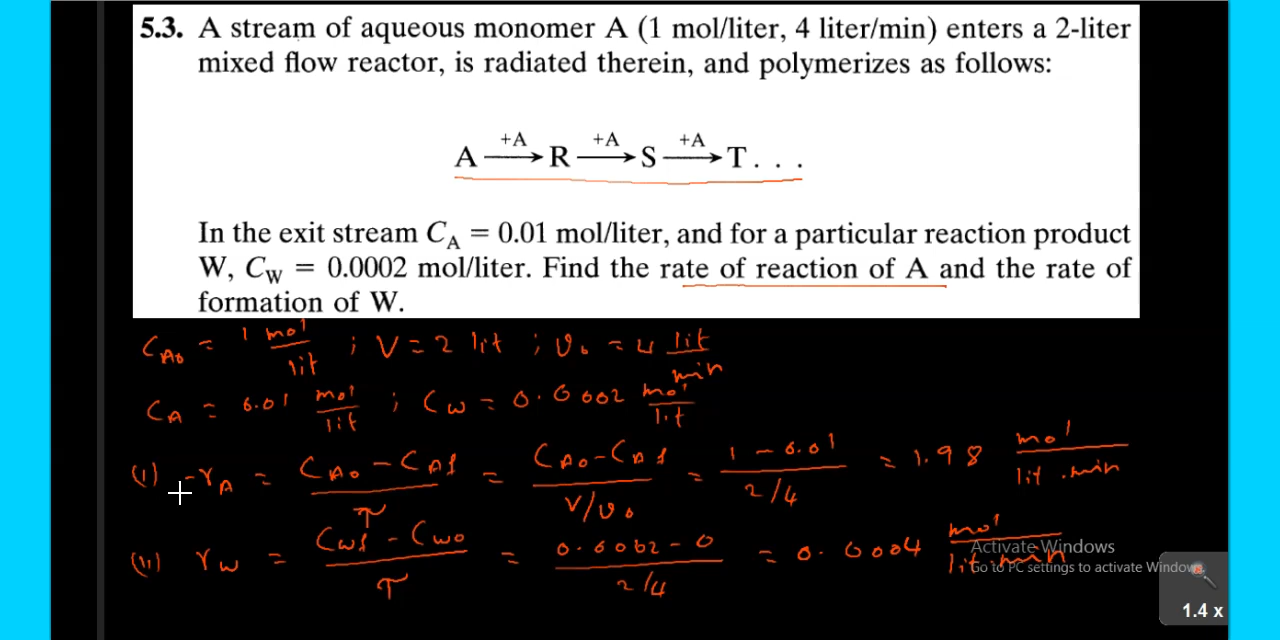 5.3. A stream of aqueous monomer A (1 mol/liter, 4 liter/min) enters a 2-liter
mixed flow reactor, is radiated therein, and polymerizes as follows:
A +A→ R +A→ S +A→ T . . .
In the exit stream C_A = 0.01 mol/liter, and for a particular reaction product
W, C_W = 0.0002 mol/liter. Find the rate of reaction of A and the rate of
formation of W.
C_A0 = 1 mol/lit ; V = 2 lit ; υ₀ = 4 lit/min
C_A = 0.01 mol/lit ; C_W = 0.0002 mol/lit
(i) -r_A = (C_A0 - C_Af)/τ = (C_A0 - C_Af)/(V/υ₀) = (1 - 0.01)/(2/4) = 1.98 mol/lit.min
(ii) r_W = (C_Wf - C_W0)/τ = (0.0002 - 0)/(2/4) = 0.0004 mol/lit.min
Activate Windows
Go to PC settings to activate Windows.
1.4 x